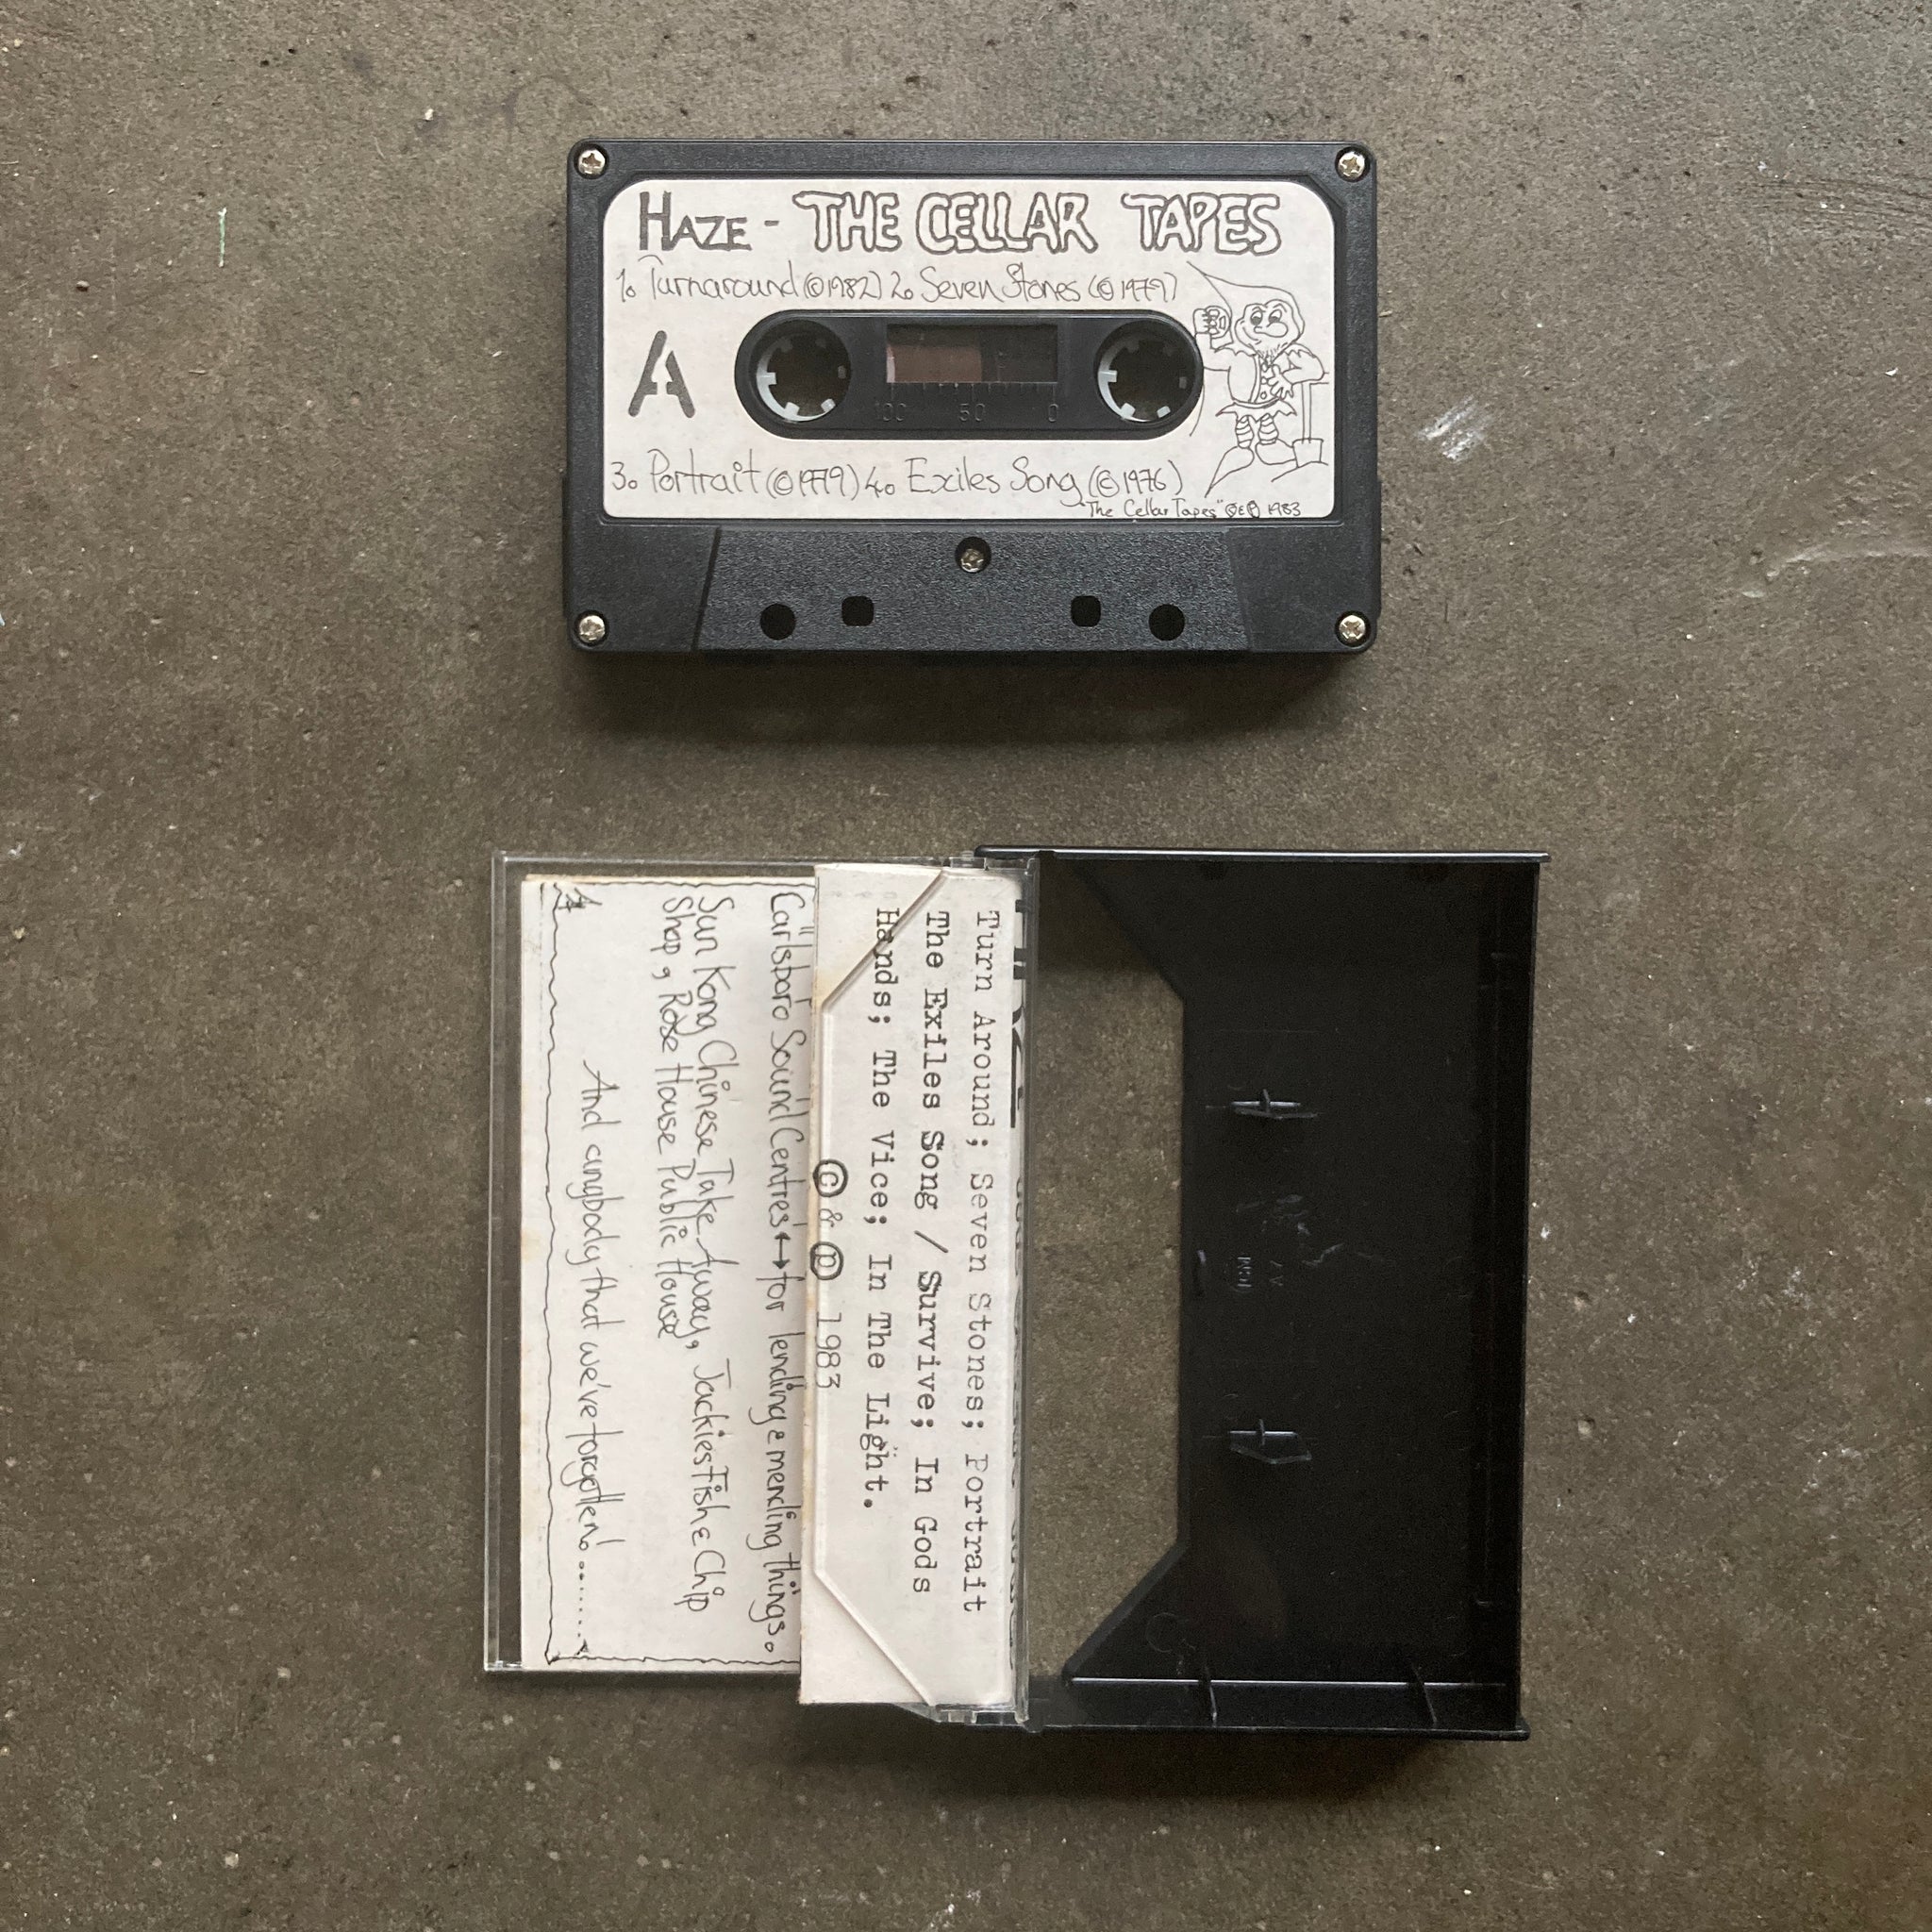 HAZE - THE CELLAR TAPES
1. Turnaround (©1982) 2. Seven Stones (©1979)
A
100 50 0
3. Portrait (©1979) 4. Exiles Song (©1976)
"The Cellar Tapes" ©&℗ 1983
Turn Around; Seven Stones; Portrait
The Exiles Song / Survive; In Gods
Hands; The Vice; In The Light.
© & ℗ 1983
Carlsbro Sound Centres ↔ for lending & mending things.
Sun Kong Chinese Take Away, Jackies Fish & Chip
Shop, Rose House Public House
And anybody that we've forgotten!.......